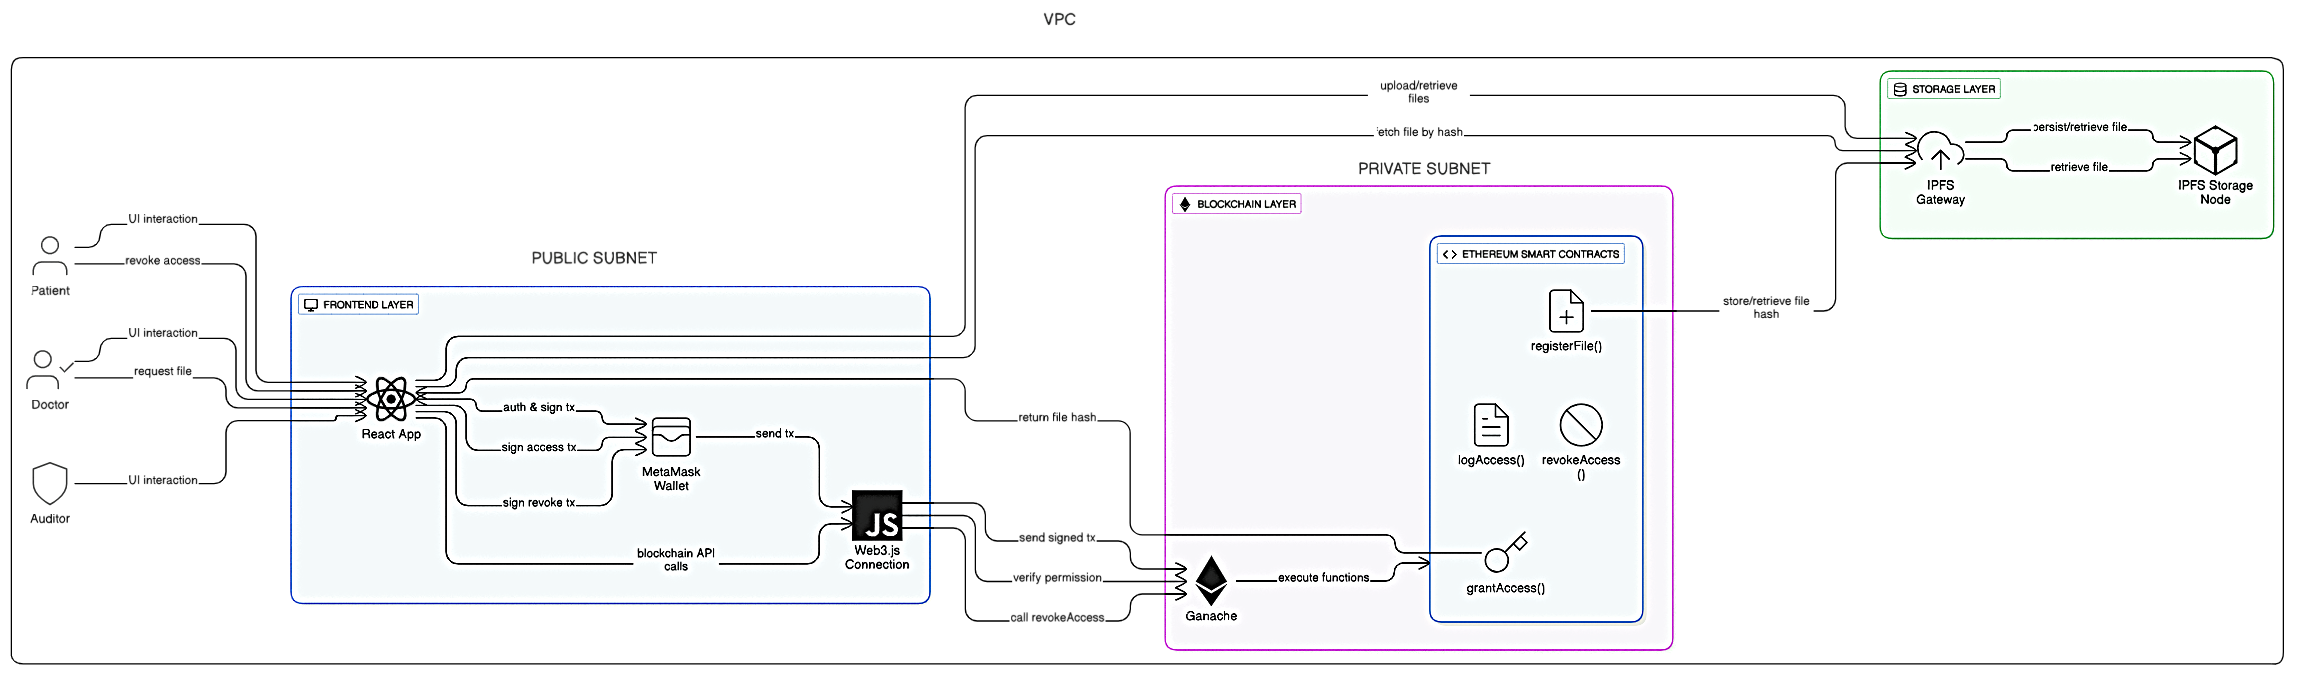 VPC
upload/retrieve
files
STORAGE LAYER
fetch file by hash
persist/retrieve file
PRIVATE SUBNET
retrieve file
IPFS
Gateway
IPFS Storage
Node
BLOCKCHAIN LAYER
UI interaction
ETHEREUM SMART CONTRACTS
revoke access
PUBLIC SUBNET
Patient
FRONTEND LAYER
store/retrieve file
hash
UI interaction
registerFile()
request file
Doctor
auth & sign tx
return file hash
React App
send tx
sign access tx
logAccess()
revokeAccess
()
MetaMask
Wallet
UI interaction
sign revoke tx
Auditor
JS
send signed tx
Web3.js
Connection
blockchain API
calls
verify permission
execute functions
grantAccess()
call revokeAccess
Ganache